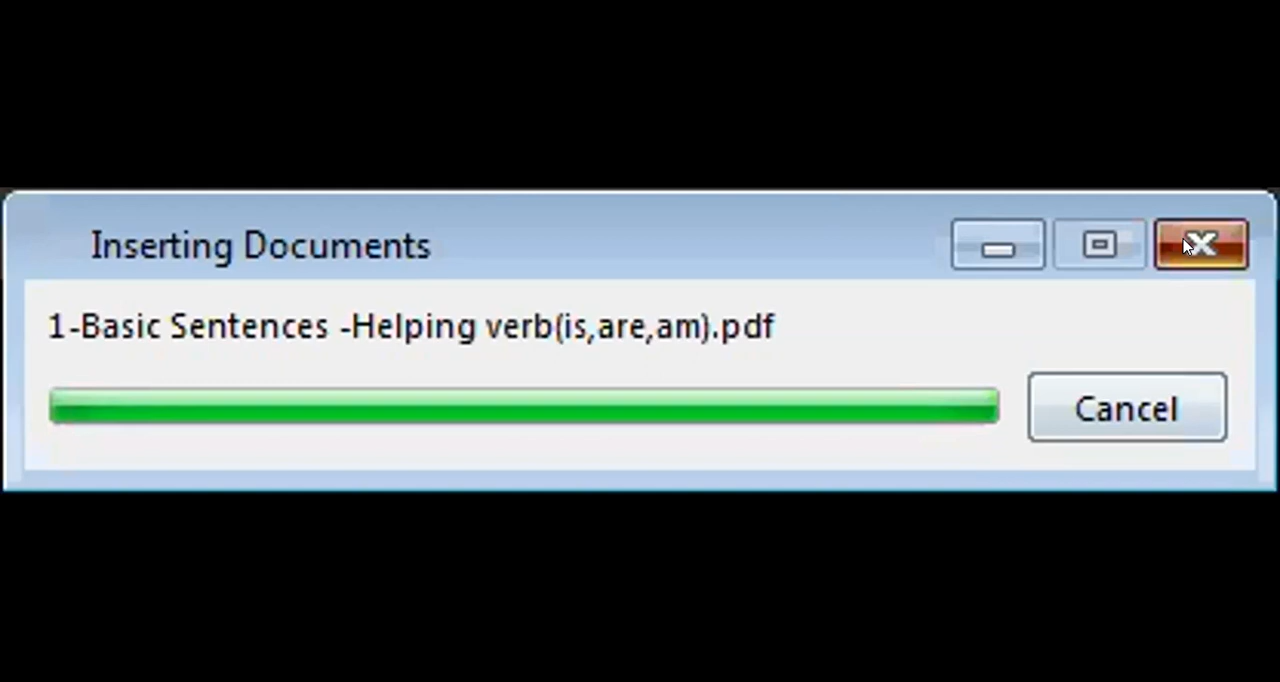 Inserting Documents
1-Basic Sentences -Helping verb(is,are,am).pdf
Cancel